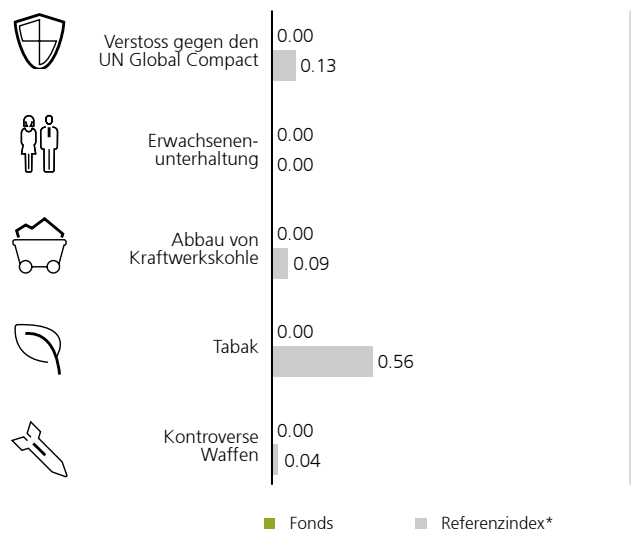 Verstoss gegen den
UN Global Compact
0.00
0.13
Erwachsenen-
unterhaltung
0.00
0.00
Abbau von
Kraftwerkskohle
0.00
0.09
Tabak
0.00
0.56
Kontroverse
Waffen
0.00
0.04
Fonds Referenzindex*